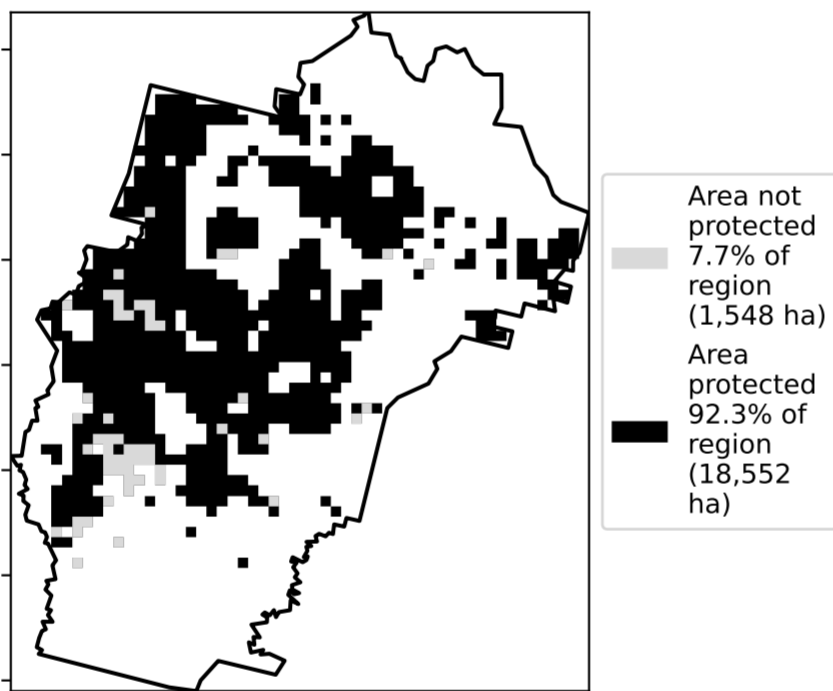 Area not
protected
7.7% of
region
(1,548 ha)
Area
protected
92.3% of
region
(18,552
ha)